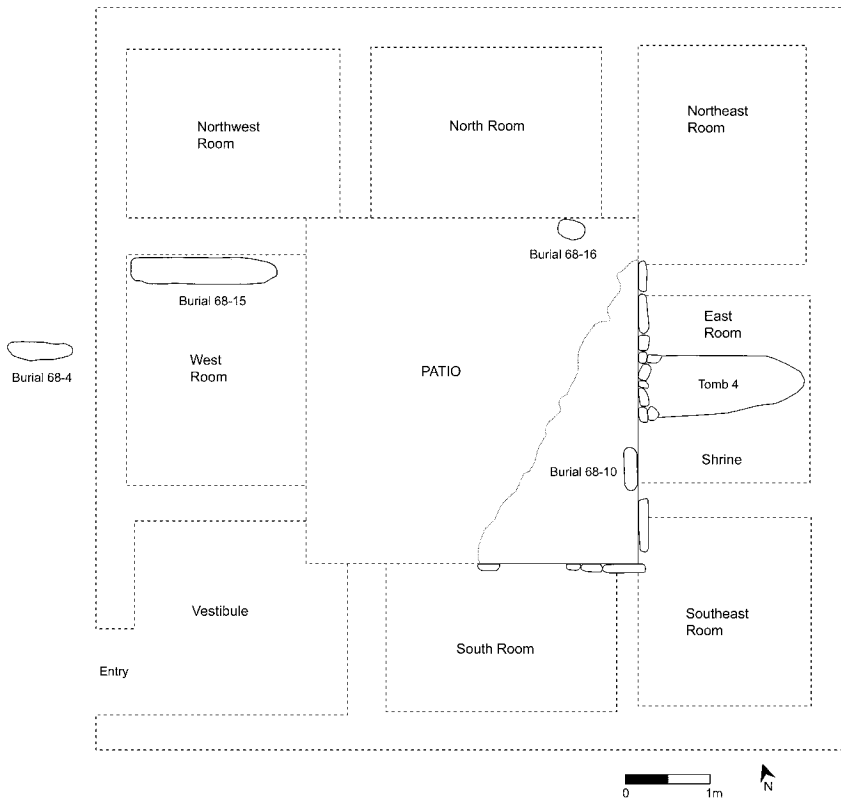 Northwest
Room
North Room
Northeast
Room
Burial 68-16
Burial 68-15
East
Room
West
Room
PATIO
Tomb 4
Burial 68-4
Shrine
Burial 68-10
Vestibule
South Room
Southeast
Room
Entry
0 1m
N